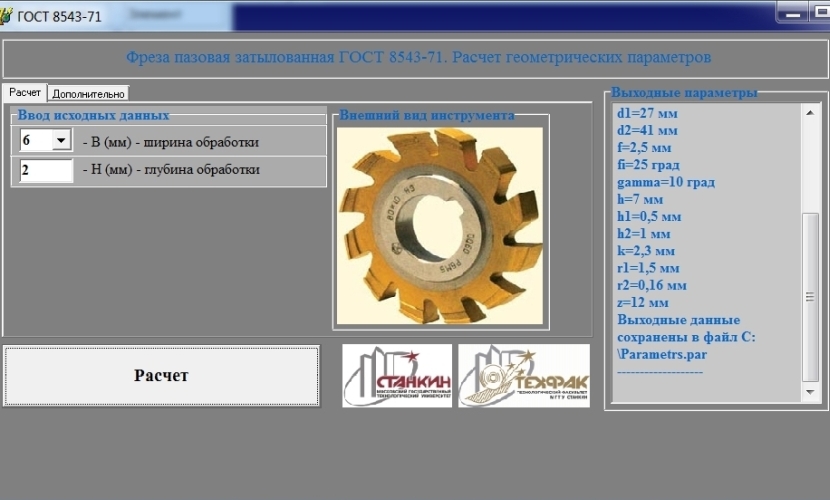 ГОСТ 8543-71
Фреза пазовая затылованная ГОСТ 8543-71. Расчет геометрических параметров
Расчет
Дополнительно
Ввод исходных данных
6 - B (мм) - ширина обработки
2 - H (мм) - глубина обработки
Внешний вид инструмента
80х10 НЭ
Р6М5
Выходные параметры
d1=27 мм
d2=41 мм
f=2,5 мм
fi=25 град
gamma=10 град
h=7 мм
h1=0,5 мм
h2=1 мм
k=2,3 мм
r1=1,5 мм
r2=0,16 мм
z=12 мм
Выходные данные
сохранены в файл C:
\Parametrs.par
-------------------
Расчет
СТАНКИН
МОСКОВСКИЙ ГОСУДАРСТВЕННЫЙ
ТЕХНОЛОГИЧЕСКИЙ УНИВЕРСИТЕТ
ТЕХФАК
ТЕХНОЛОГИЧЕСКИЙ ФАКУЛЬТЕТ
МГТУ СТАНКИН